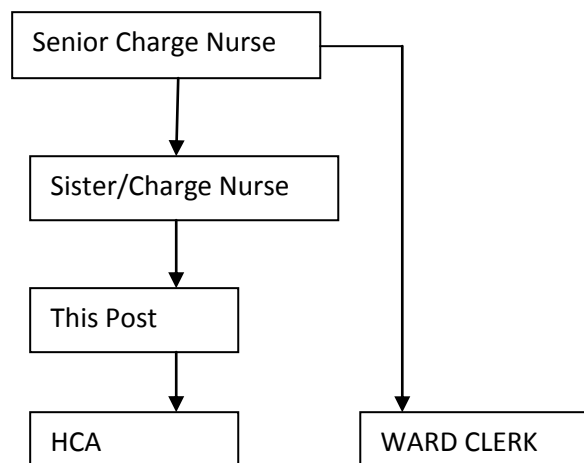 Senior Charge Nurse
Sister/Charge Nurse
This Post
HCA
WARD CLERK